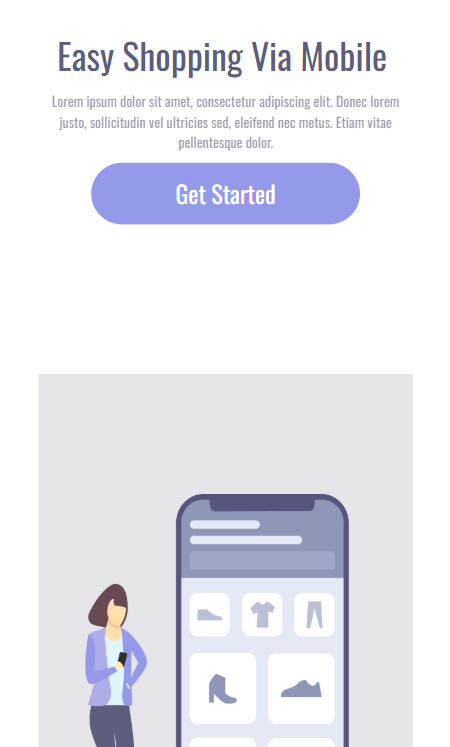 Easy Shopping Via Mobile
Lorem ipsum dolor sit amet, consectetur adipiscing elit. Donec lorem
justo, sollicitudin vel ultricies sed, eleifend nec metus. Etiam vitae
pellentesque dolor.
Get Started